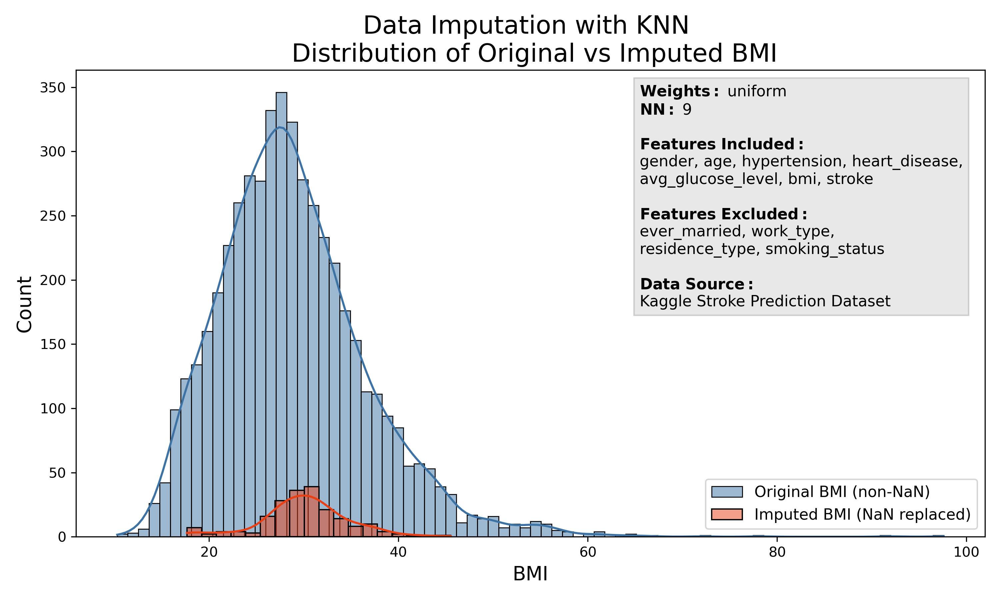 Data Imputation with KNN
Distribution of Original vs Imputed BMI
Weights: uniform
NN: 9
Features Included:
gender, age, hypertension, heart_disease,
avg_glucose_level, bmi, stroke
Features Excluded:
ever_married, work_type,
residence_type, smoking_status
Data Source:
Kaggle Stroke Prediction Dataset
Count
350
300
250
200
150
100
50
0
Original BMI (non-NaN)
Imputed BMI (NaN replaced)
20 40 60 80 100
BMI